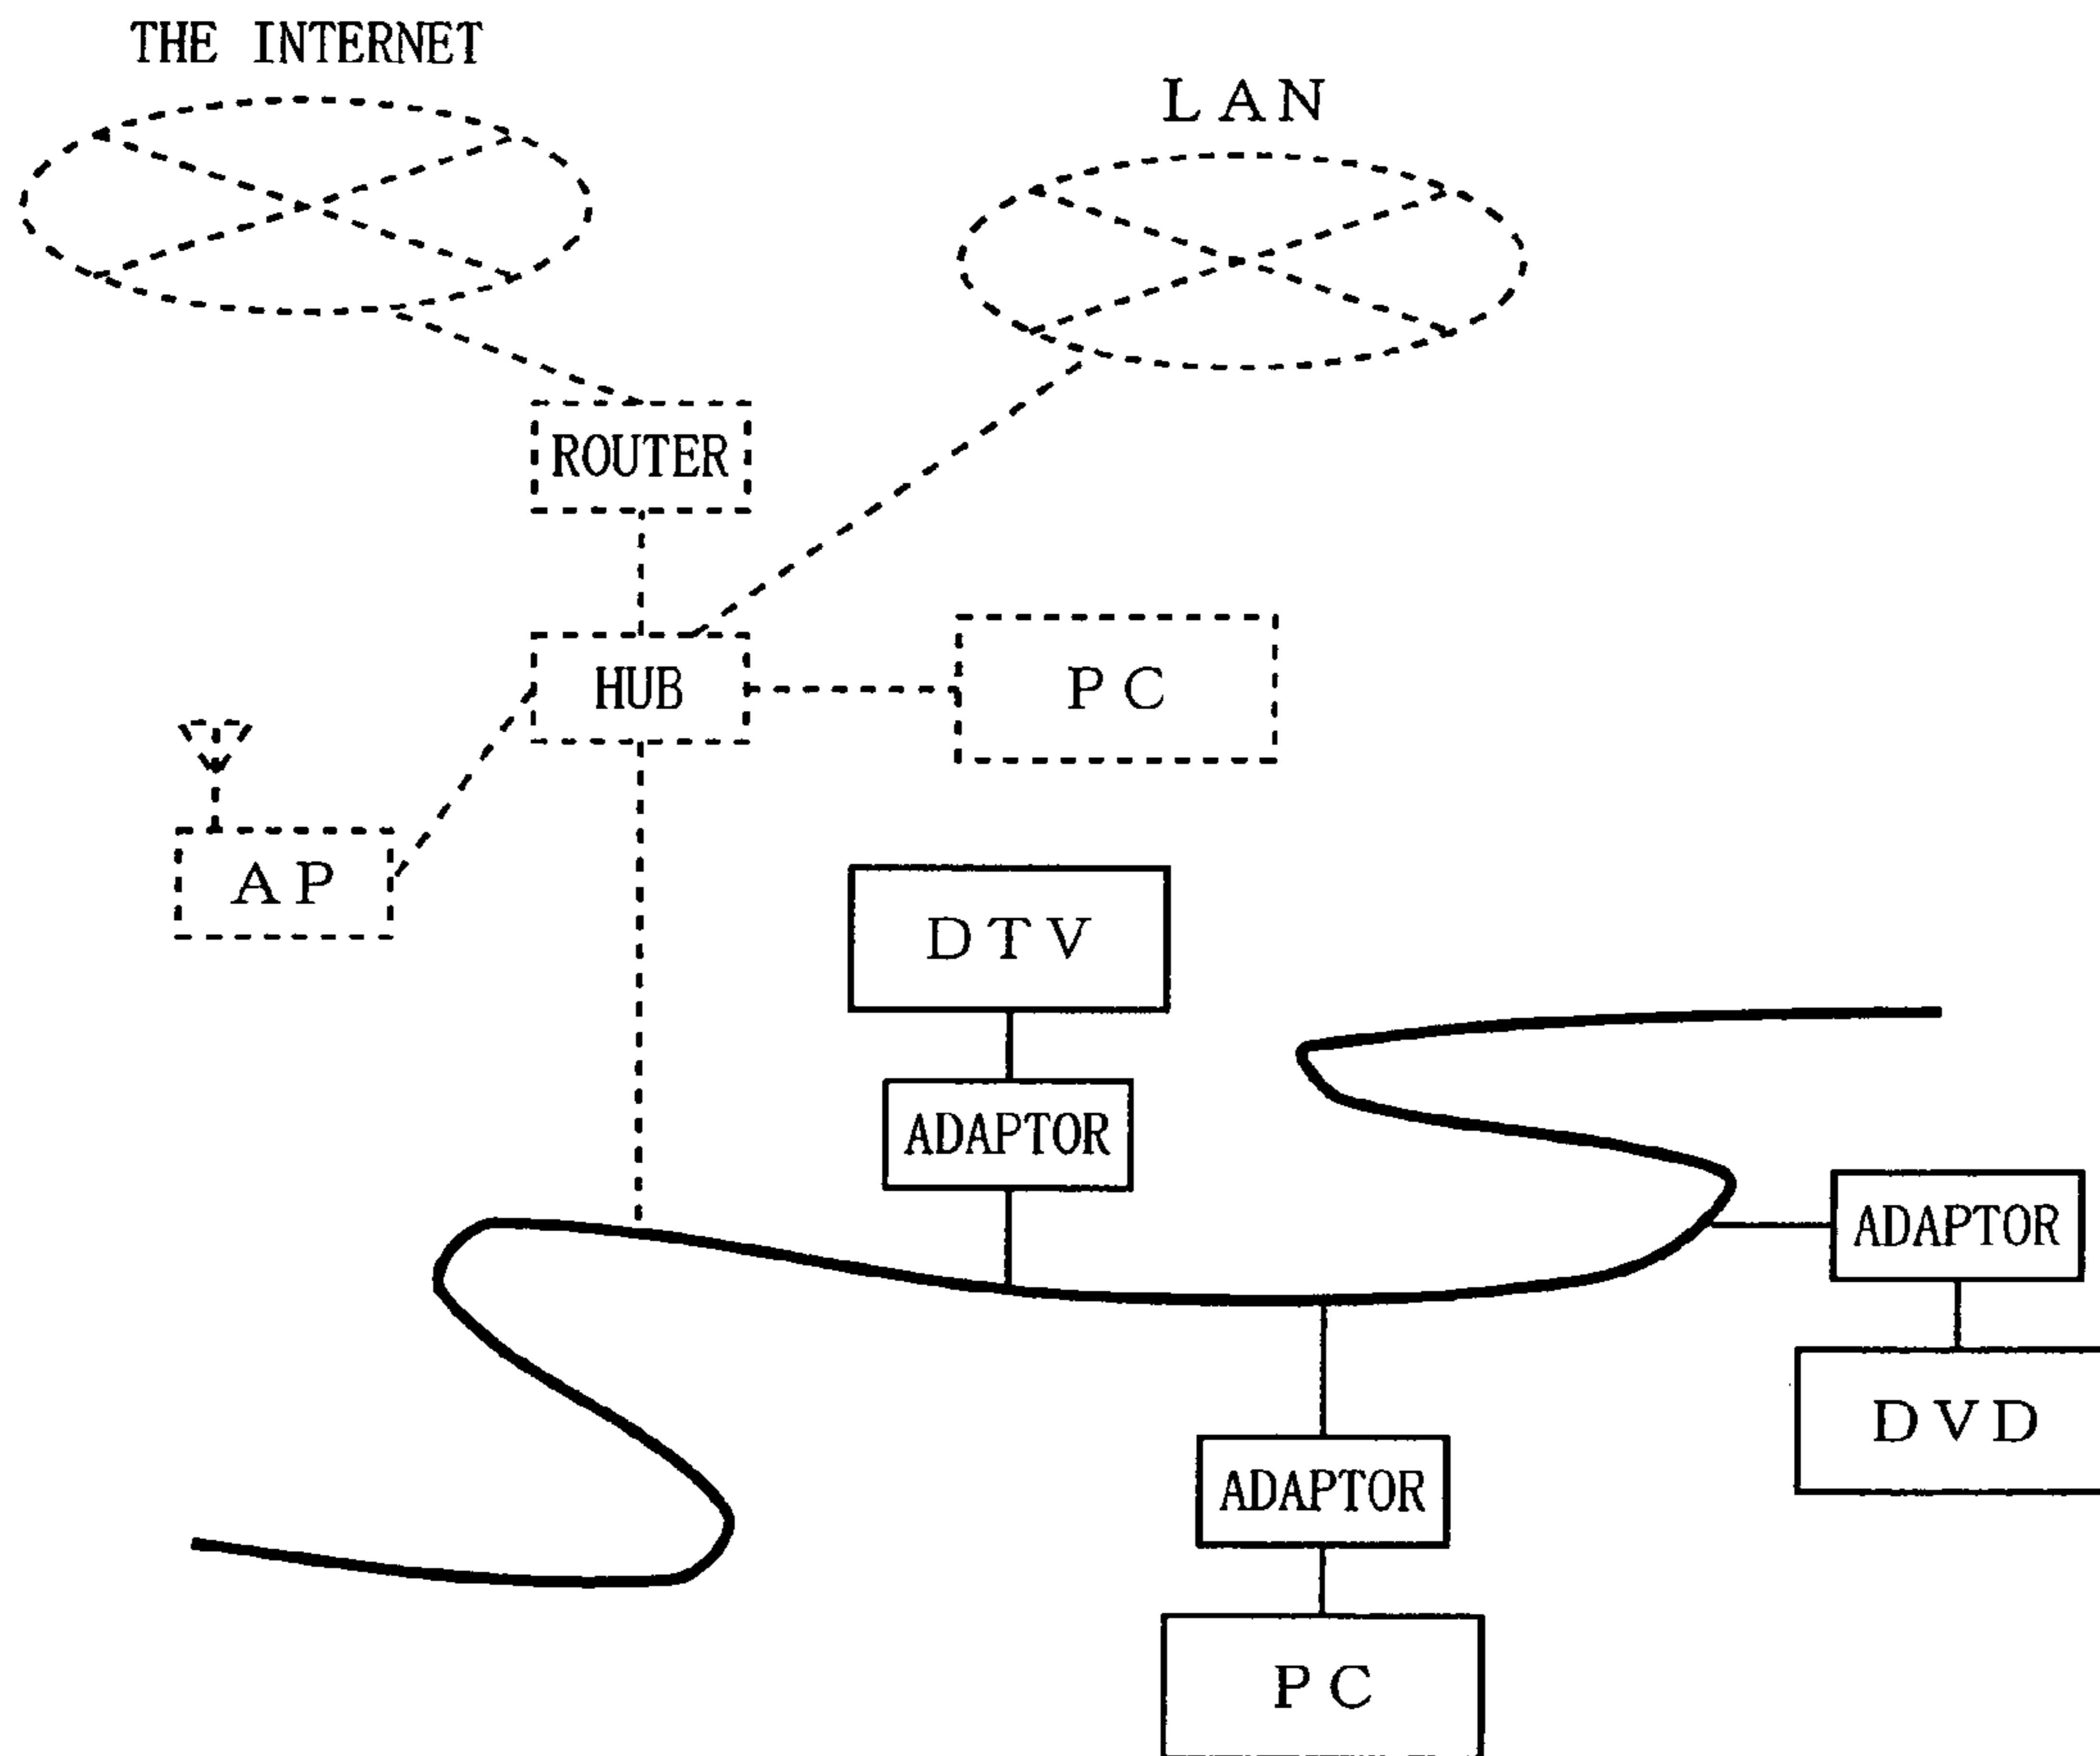 THE INTERNET
LAN
ROUTER
HUB
PC
AP
DTV
ADAPTOR
ADAPTOR
DVD
ADAPTOR
PC